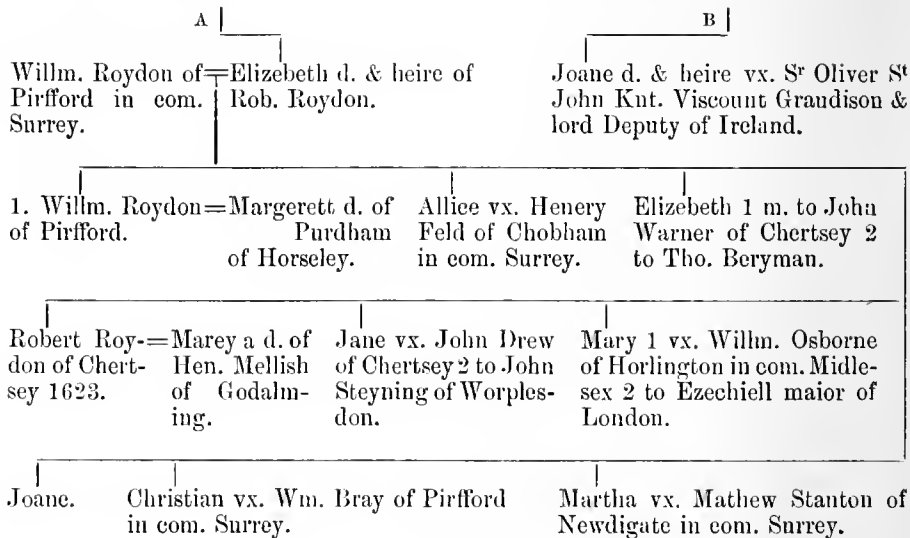 A
B
Willm. Roydon of=Elizebeth d. & heire of
Pirfford in com. Rob. Roydon.
Surrey.
Joane d. & heire vx. Sʳ Oliver Sᵗ
John Knt. Viscount Graudison &
lord Deputy of Ireland.
1. Willm. Roydon=Margerett d. of
of Pirfford. Purdham
of Horseley.
Allice vx. Henery
Feld of Chobham
in com. Surrey.
Elizebeth 1 m. to John
Warner of Chertsey 2
to Tho. Beryman.
Robert Roy-=Marey a d. of
don of Chert- Hen. Mellish
sey 1623. of Godalm-
ing.
Jane vx. John Drew
of Chertsey 2 to John
Steyning of Worples-
don.
Mary 1 vx. Willm. Osborne
of Horlington in com. Midle-
sex 2 to Ezechiell maior of
London.
Joane.
Christian vx. Wm. Bray of Pirfford
in com. Surrey.
Martha vx. Mathew Stanton of
Newdigate in com. Surrey.